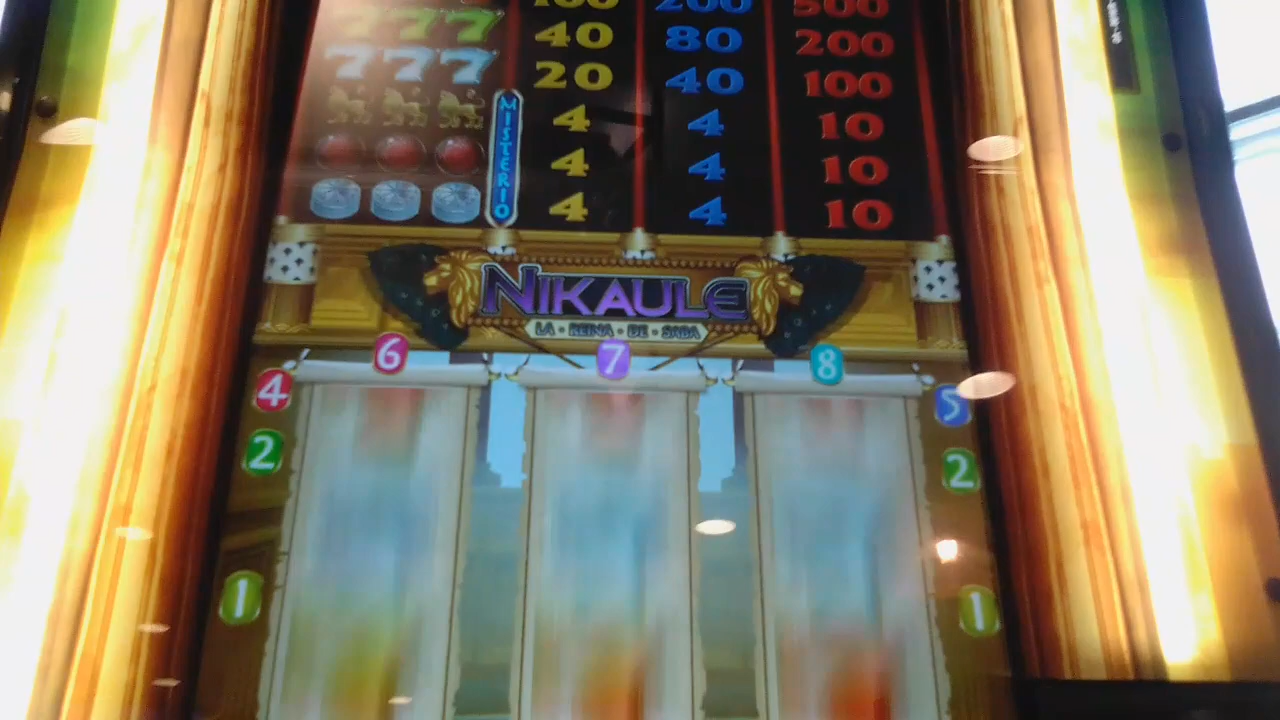 777 100 200 500
777 40 80 200
20 40 100
4 4 10
4 4 10
4 4 10
MISTERIO
NIKAULE
LA · REINA · DE · SABA
6 7 8
4 5
2 2
1 1